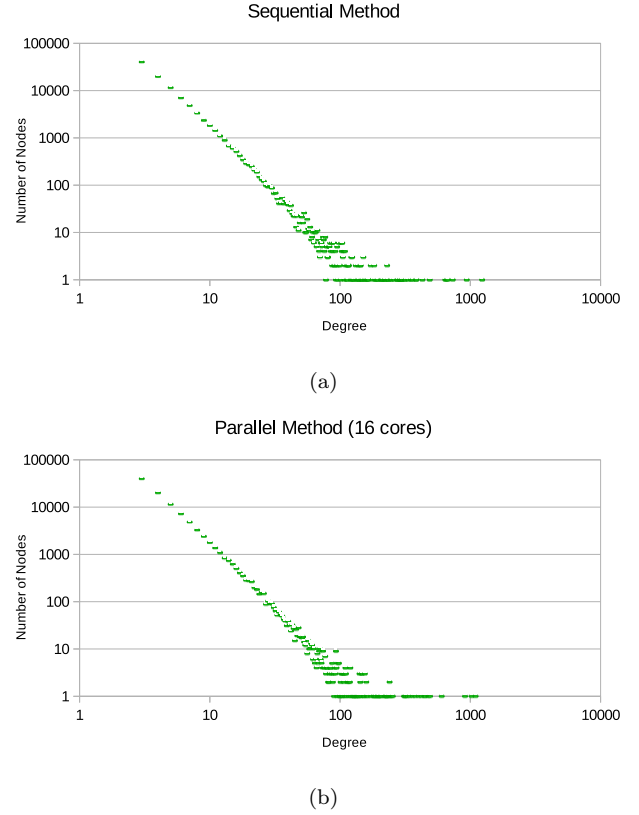 Sequential Method
100000
10000
1000
100
10
1
Number of Nodes
1 10 100 1000 10000
Degree
(a)
Parallel Method (16 cores)
100000
10000
1000
100
10
1
Number of Nodes
1 10 100 1000 10000
Degree
(b)